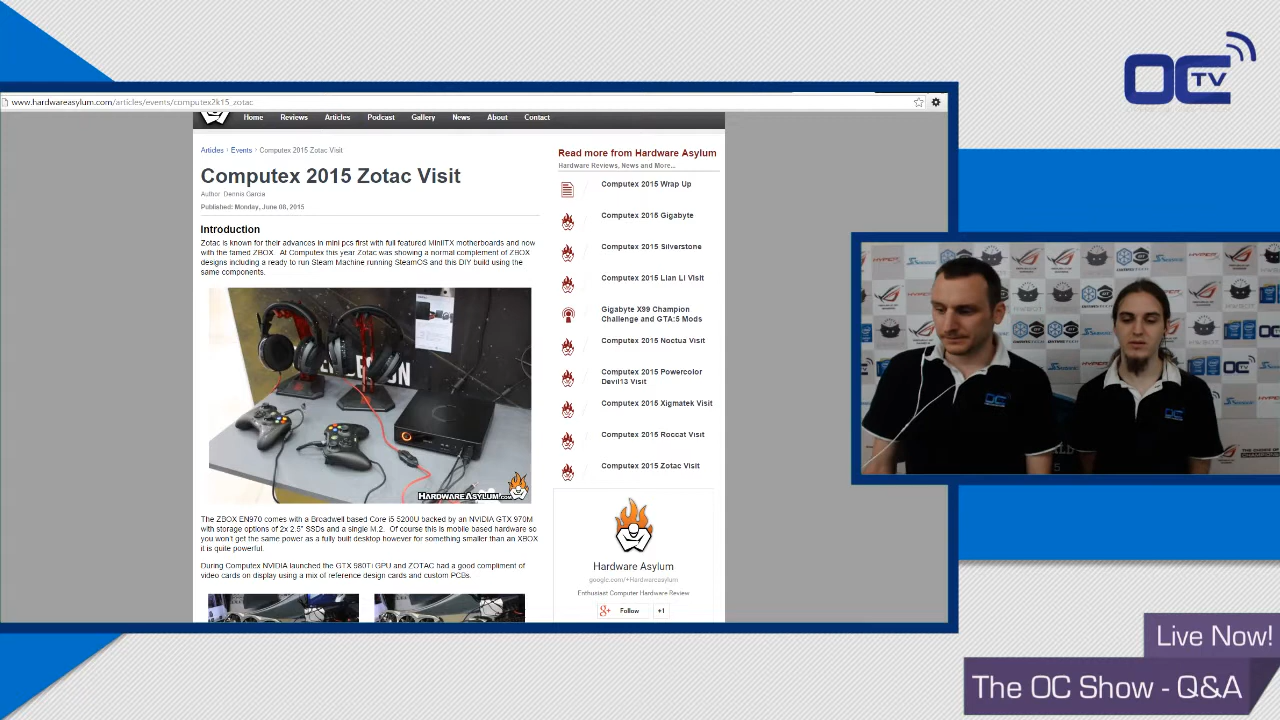 OC TV
www.hardwareasylum.com/articles/events/computex2k15_zotac
Home Reviews Articles Podcast Gallery News About Contact
Articles › Events › Computex 2015 Zotac Visit
Computex 2015 Zotac Visit
Author: Dennis Garcia
Published: Monday, June 08, 2015
Introduction
Zotac is known for their advances in mini pcs first with full featured MiniITX motherboards and now
with the famed ZBOX. At Computex this year Zotac was showing a normal complement of ZBOX
designs including a ready to run Steam Machine running SteamOS and this DIY build using the
same components.
HARDWAREASYLUM.COM
The ZBOX EN970 comes with a Broadwell based Core i5 5200U backed by an NVIDIA GTX 970M
with storage options of 2x 2.5" SSDs and a single M.2. Of course this is mobile based hardware so
you won't get the same power as a fully built desktop however for something smaller than an XBOX
it is quite powerful.
During Computex NVIDIA launched the GTX 980Ti GPU and ZOTAC had a good compliment of
video cards on display using a mix of reference design cards and custom PCBs.
Read more from Hardware Asylum
Hardware Reviews, News and More...
Computex 2015 Wrap Up
Computex 2015 Gigabyte
Computex 2015 Silverstone
Computex 2015 Lian Li Visit
Gigabyte X99 Champion
Challenge and GTA:5 Mods
Computex 2015 Noctua Visit
Computex 2015 Powercolor
Devil13 Visit
Computex 2015 Xigmatek Visit
Computex 2015 Roccat Visit
Computex 2015 Zotac Visit
Hardware Asylum
google.com/+Hardwareasylum
Enthusiast Computer Hardware Review
Follow +1
Live Now!
The OC Show - Q&A